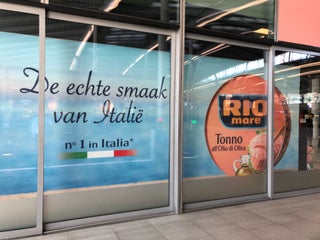 De echte smaak
van Italië
n° 1 in Italia*
RIO
mare
Tonno
all'Olio di Oliva